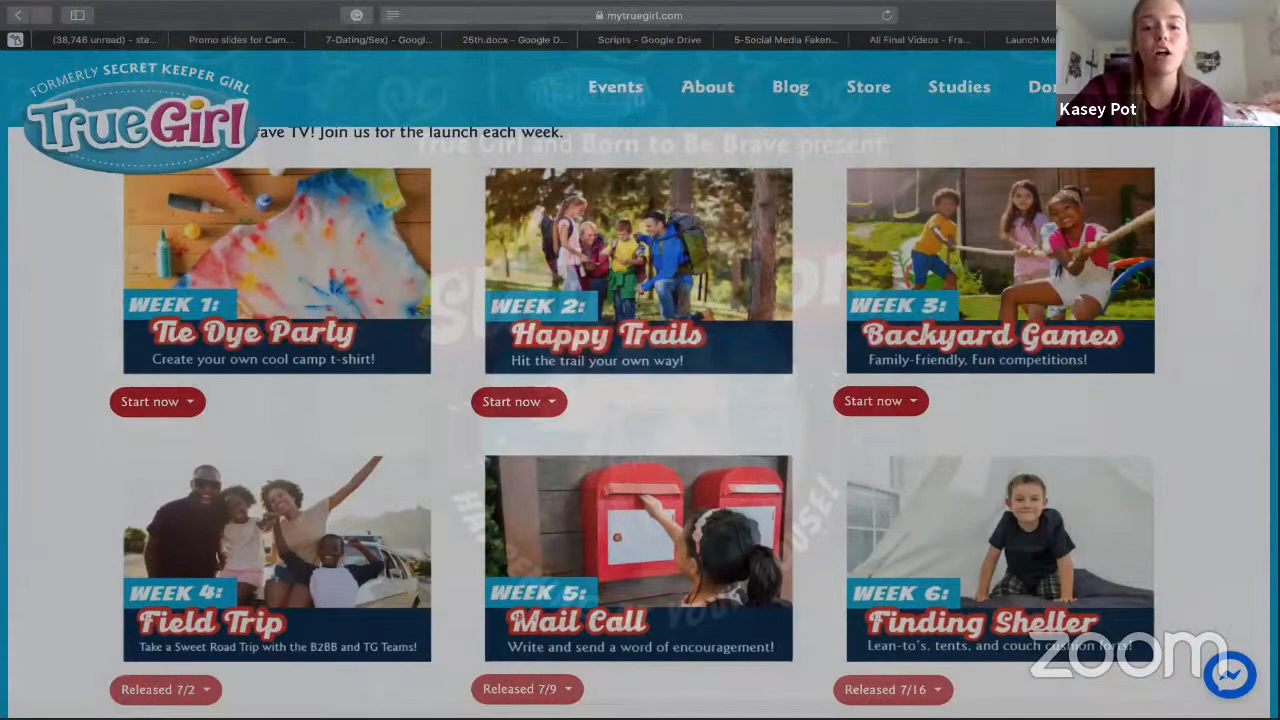 mytruegirl.com
(38,746 unread) – sta...
Promo slides for Cam...
7-Dating/Sex) – Googl...
25th.docx – Google D...
Scripts – Google Drive
5-Social Media Faken...
All Final Videos – Fra...
Launch Me
FORMERLY SECRET KEEPER GIRL
TrueGirl
Events
About
Blog
Store
Studies
Do
Kasey Pot
rave TV! Join us for the launch each week.
True Girl and Born to Be Brave present
WEEK 1:
Tie Dye Party
Create your own cool camp t-shirt!
WEEK 2:
Happy Trails
Hit the trail your own way!
WEEK 3:
Backyard Games
Family-Friendly, Fun competitions!
Start now
Start now
Start now
WEEK 4:
Field Trip
Take a Sweet Road Trip with the B2BB and TG Teams!
WEEK 5:
Mail Call
Write and send a word of encouragement!
WEEK 6:
Finding Shelter
Lean-to's, tents, and couch cushion forts!
zoom
Released 7/2
Released 7/9
Released 7/16